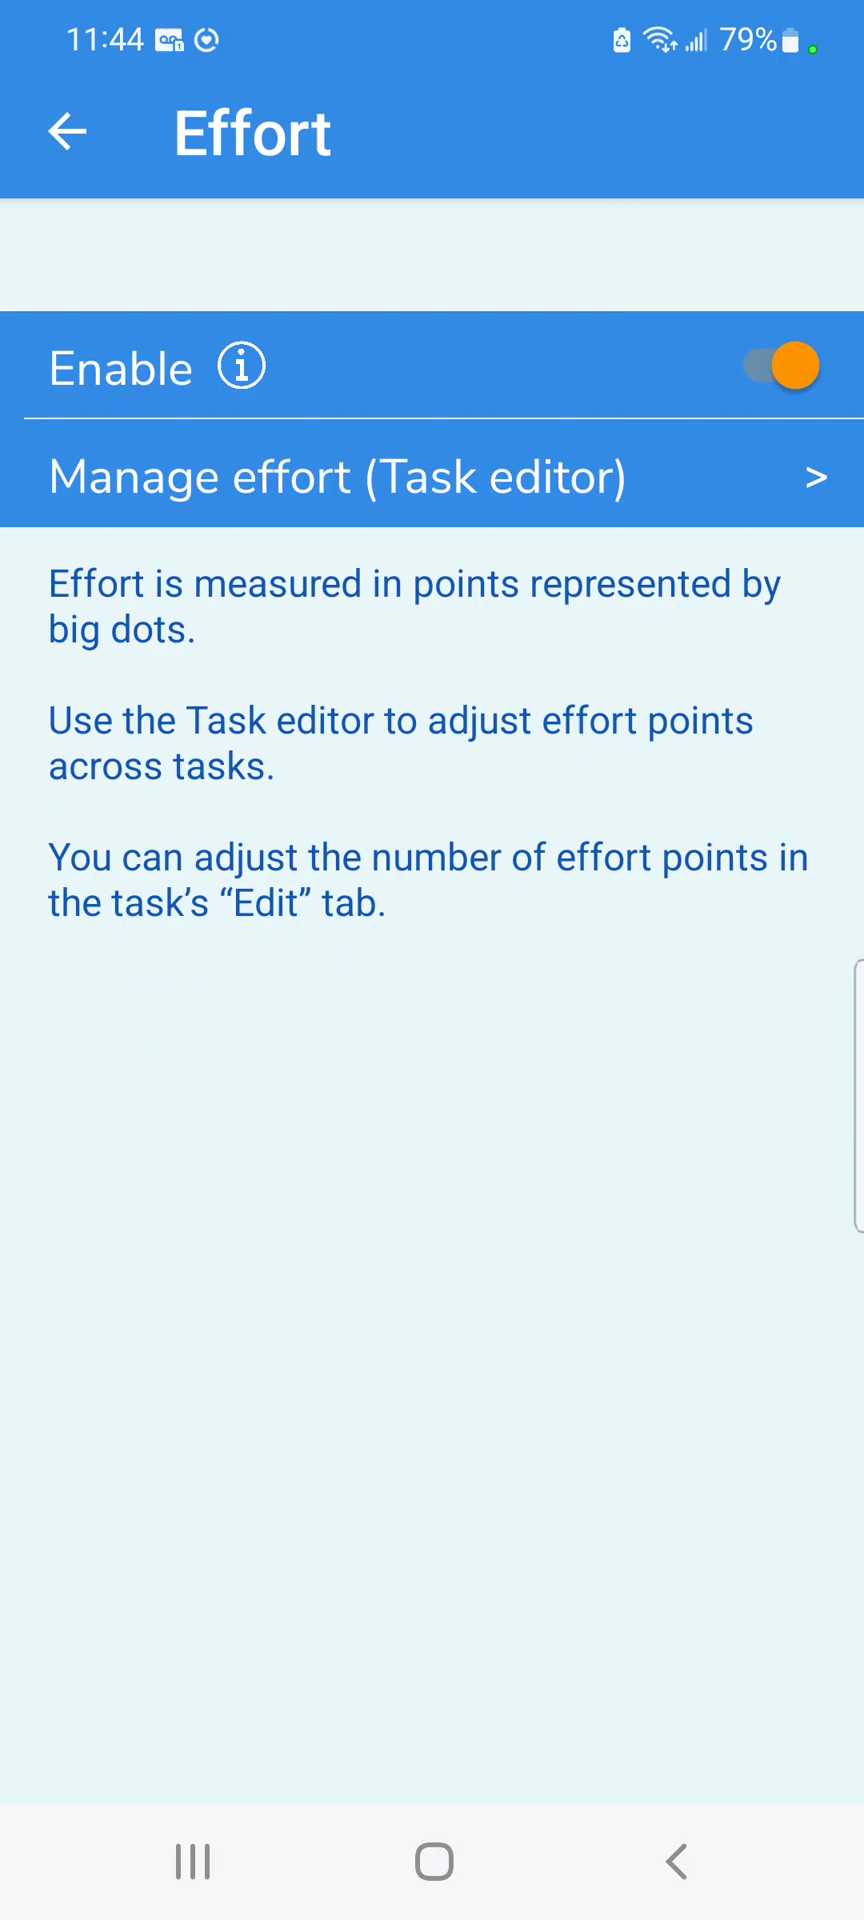 11:44
79%
Effort
Enable
Manage effort (Task editor) >
Effort is measured in points represented by
big dots.
Use the Task editor to adjust effort points
across tasks.
You can adjust the number of effort points in
the task’s “Edit” tab.